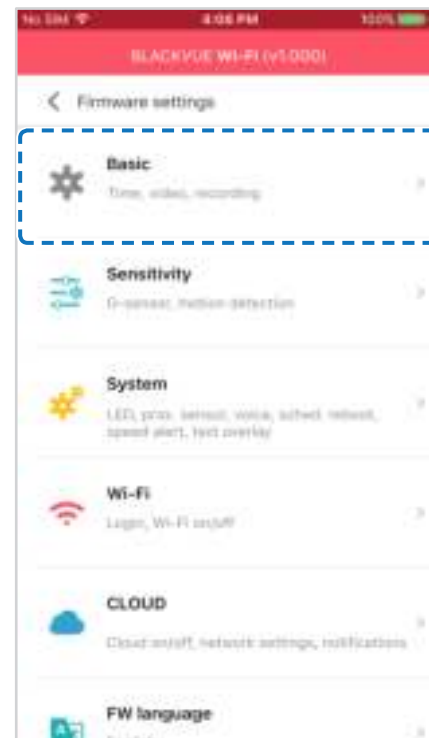 No SIM 4:06 PM 100%
BLACKVUE Wi-Fi (v1.000)
Firmware settings
Basic
Time, video, recording
Sensitivity
G-sensor, motion detection
System
LED, prox. sensor, voice, sched. reboot,
speed alert, text overlay
Wi-Fi
Login, Wi-Fi on/off
CLOUD
Cloud on/off, network settings, notifications
FW language